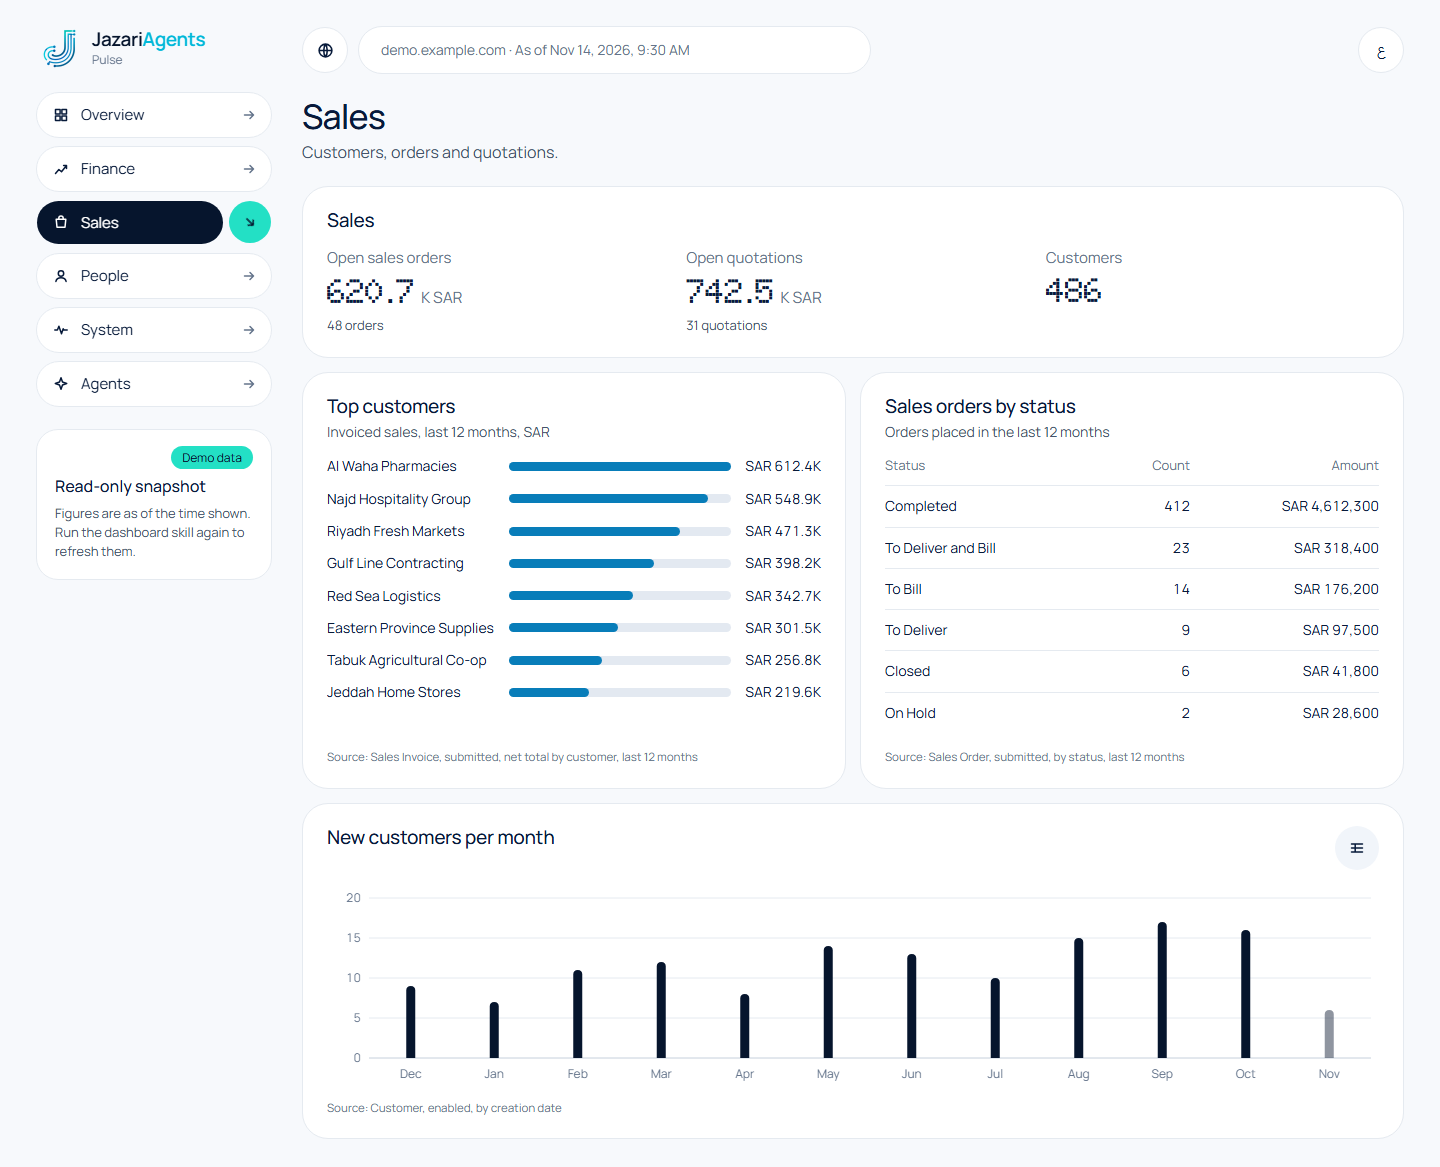 JazariAgents
Pulse
demo.example.com · As of Nov 14, 2026, 9:30 AM
ع
Overview
Finance
Sales
People
System
Agents
Demo data
Read-only snapshot
Figures are as of the time shown.
Run the dashboard skill again to
refresh them.
Sales
Customers, orders and quotations.
Sales
Open sales orders
620.7 K SAR
48 orders
Open quotations
742.5 K SAR
31 quotations
Customers
486
Top customers
Invoiced sales, last 12 months, SAR
Al Waha Pharmacies SAR 612.4K
Najd Hospitality Group SAR 548.9K
Riyadh Fresh Markets SAR 471.3K
Gulf Line Contracting SAR 398.2K
Red Sea Logistics SAR 342.7K
Eastern Province Supplies SAR 301.5K
Tabuk Agricultural Co-op SAR 256.8K
Jeddah Home Stores SAR 219.6K
Source: Sales Invoice, submitted, net total by customer, last 12 months
Sales orders by status
Orders placed in the last 12 months
Status Count Amount
Completed 412 SAR 4,612,300
To Deliver and Bill 23 SAR 318,400
To Bill 14 SAR 176,200
To Deliver 9 SAR 97,500
Closed 6 SAR 41,800
On Hold 2 SAR 28,600
Source: Sales Order, submitted, by status, last 12 months
New customers per month
20
15
10
5
0
Dec Jan Feb Mar Apr May Jun Jul Aug Sep Oct Nov
Source: Customer, enabled, by creation date